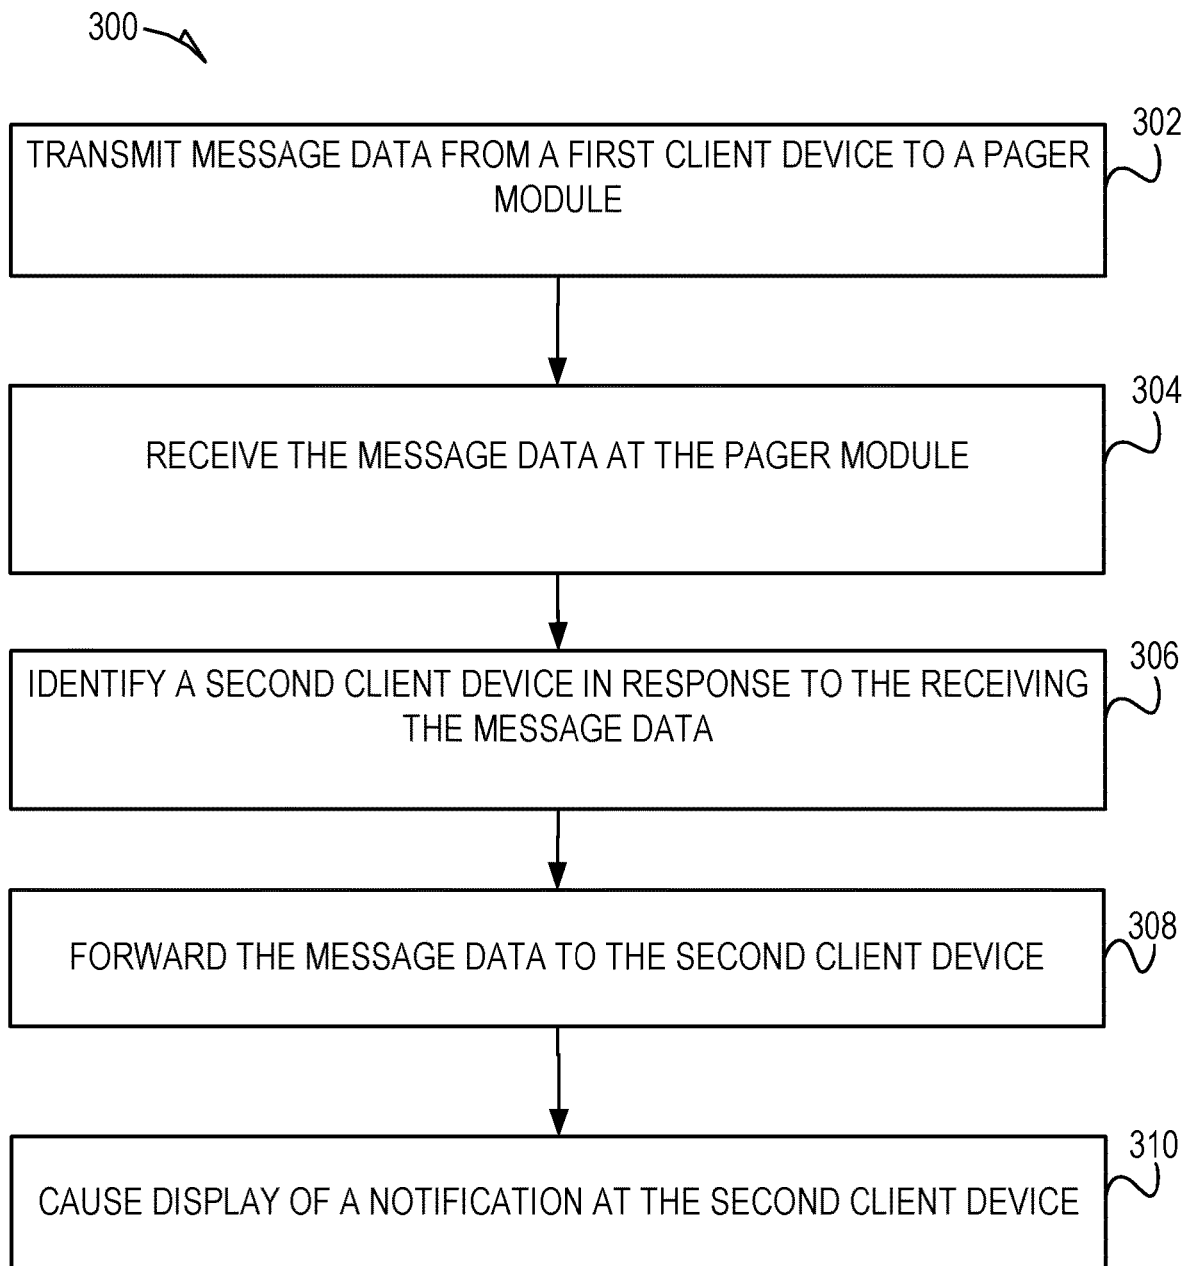 300
302
TRANSMIT MESSAGE DATA FROM A FIRST CLIENT DEVICE TO A PAGER
MODULE
304
RECEIVE THE MESSAGE DATA AT THE PAGER MODULE
306
IDENTIFY A SECOND CLIENT DEVICE IN RESPONSE TO THE RECEIVING
THE MESSAGE DATA
308
FORWARD THE MESSAGE DATA TO THE SECOND CLIENT DEVICE
310
CAUSE DISPLAY OF A NOTIFICATION AT THE SECOND CLIENT DEVICE